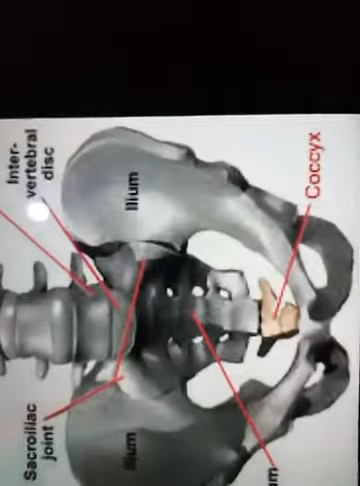 Inter-
vertebral
disc
Ilium
Coccyx
Sacroiliac
joint
Ilium